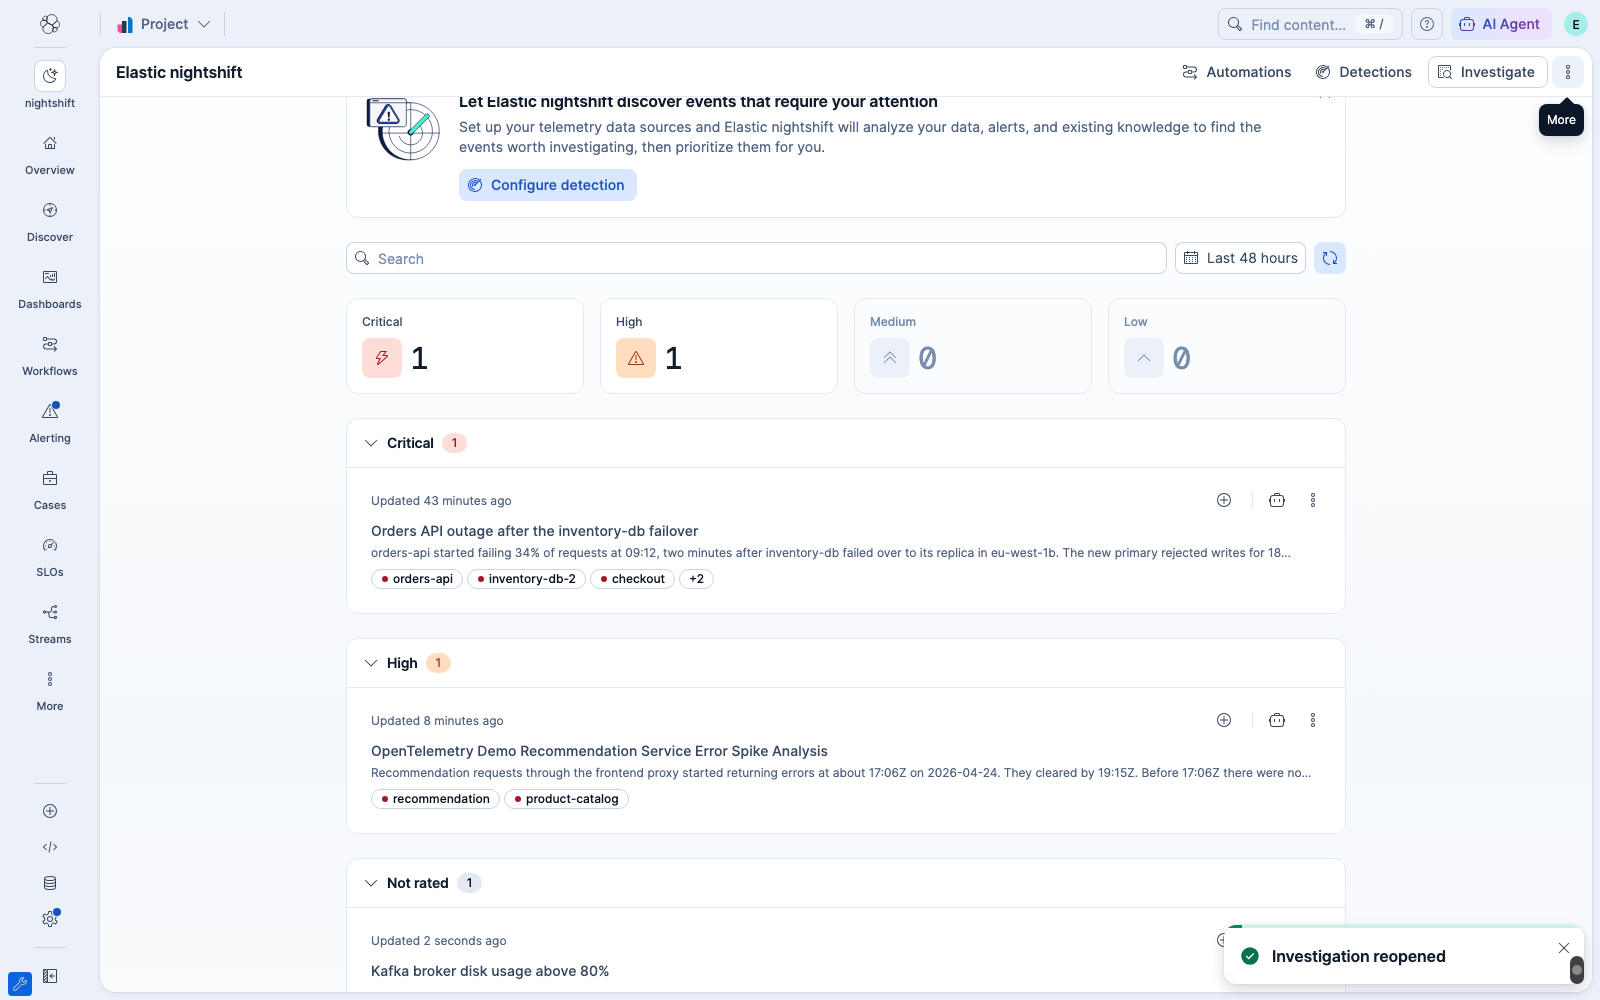 Project
Find content...
⌘ /
AI Agent
E
nightshift
Overview
Discover
Dashboards
Workflows
Alerting
Cases
SLOs
Streams
More
Elastic nightshift
Automations
Detections
Investigate
More
Let Elastic nightshift discover events that require your attention
Set up your telemetry data sources and Elastic nightshift will analyze your data, alerts, and existing knowledge to find the
events worth investigating, then prioritize them for you.
Configure detection
Search
Last 48 hours
Critical
1
High
1
Medium
0
Low
0
Critical 1
Updated 43 minutes ago
Orders API outage after the inventory-db failover
orders-api started failing 34% of requests at 09:12, two minutes after inventory-db failed over to its replica in eu-west-1b. The new primary rejected writes for 18...
orders-api inventory-db-2 checkout +2
High 1
Updated 8 minutes ago
OpenTelemetry Demo Recommendation Service Error Spike Analysis
Recommendation requests through the frontend proxy started returning errors at about 17:06Z on 2026-04-24. They cleared by 19:15Z. Before 17:06Z there were no...
recommendation product-catalog
Not rated 1
Updated 2 seconds ago
Kafka broker disk usage above 80%
Investigation reopened